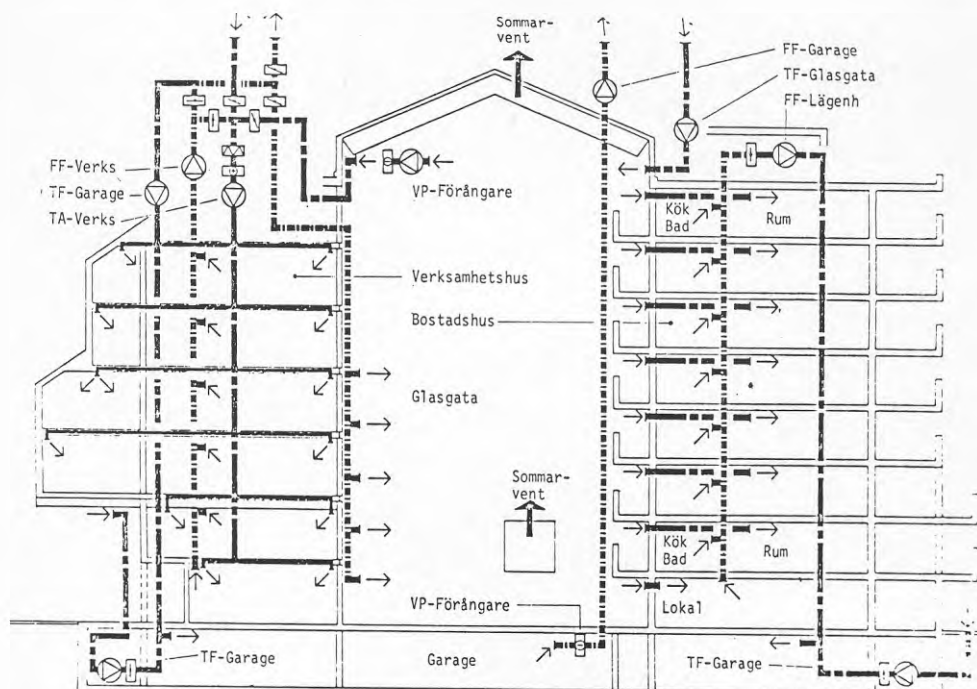 Sommar-
vent
FF-Garage
TF-Glasgata
FF-Lägenh
FF-Verks
TF-Garage
TA-Verks
VP-Förångare
Kök
Bad
Rum
Verksamhetshus
Bostadshus
Glasgata
Sommar-
vent
Kök
Bad
Rum
VP-Förångare
Lokal
TF-Garage
Garage
TF-Garage